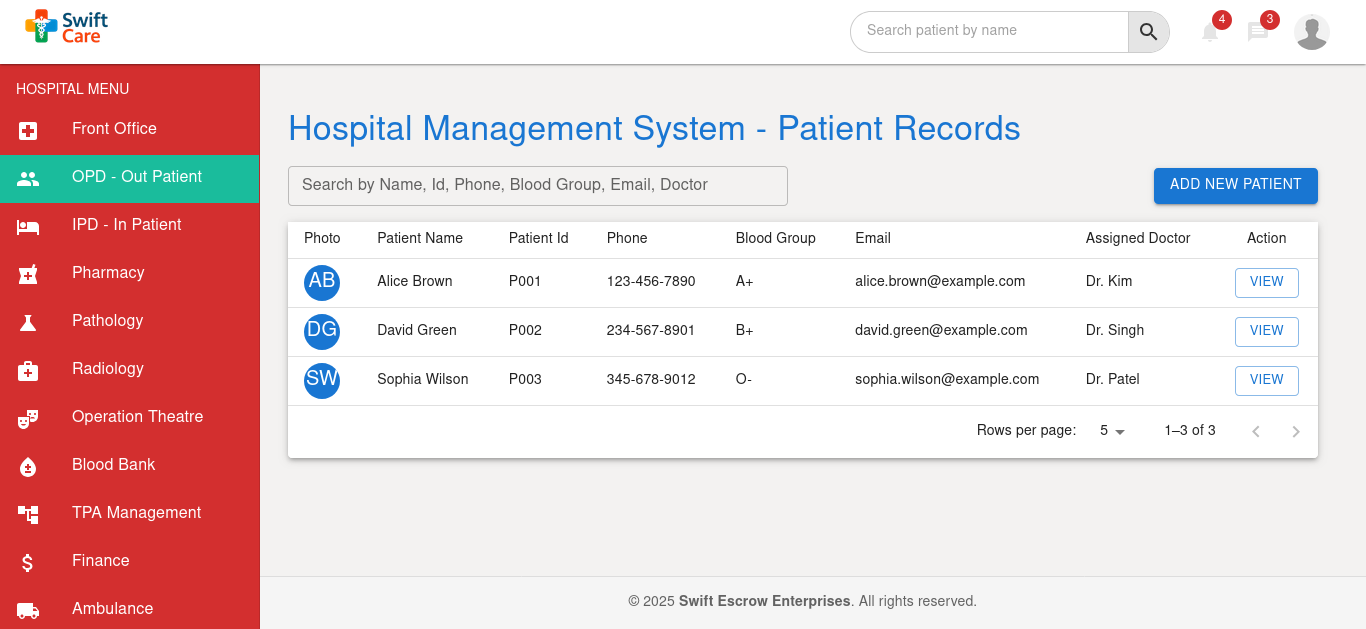 Swift
Care
Search patient by name
4
3
HOSPITAL MENU
Front Office
OPD - Out Patient
IPD - In Patient
Pharmacy
Pathology
Radiology
Operation Theatre
Blood Bank
TPA Management
Finance
Ambulance
Hospital Management System - Patient Records
Search by Name, Id, Phone, Blood Group, Email, Doctor
ADD NEW PATIENT
Photo Patient Name Patient Id Phone Blood Group Email Assigned Doctor Action
AB Alice Brown P001 123-456-7890 A+ alice.brown@example.com Dr. Kim VIEW
DG David Green P002 234-567-8901 B+ david.green@example.com Dr. Singh VIEW
SW Sophia Wilson P003 345-678-9012 O- sophia.wilson@example.com Dr. Patel VIEW
Rows per page: 5 1–3 of 3
© 2025 Swift Escrow Enterprises. All rights reserved.